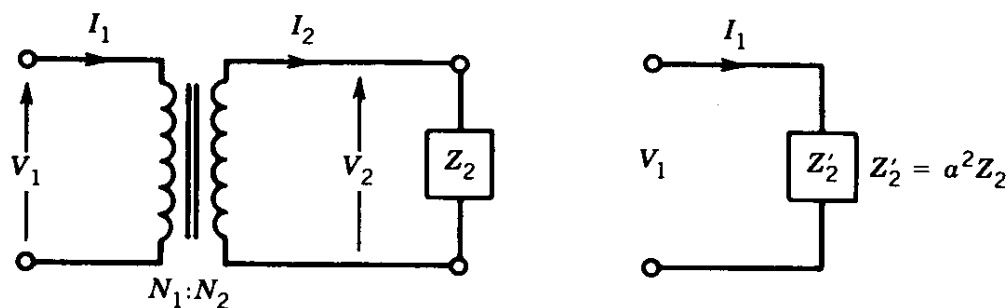 I₁
I₂
V₁
V₂
Z₂
N₁:N₂
I₁
V₁
Z′₂
Z′₂ = a²Z₂